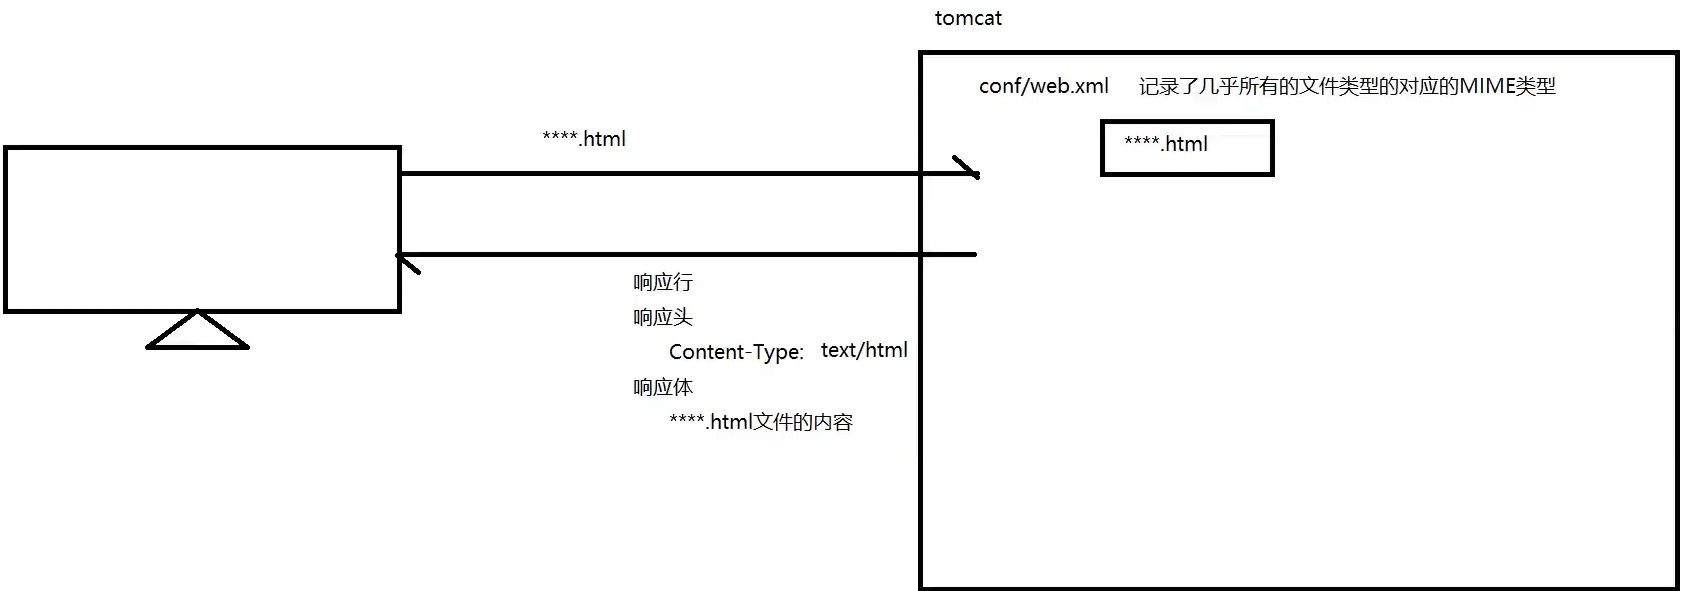 tomcat
conf/web.xml 记录了几乎所有的文件类型的对应的MIME类型
****.html
****.html
响应行
响应头
Content-Type: text/html
响应体
****.html文件的内容